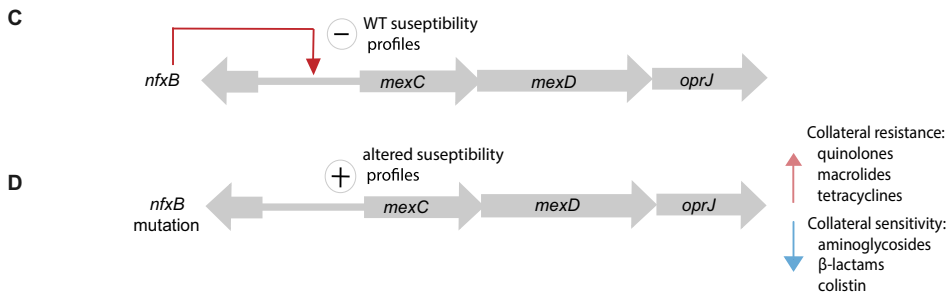 C
WT suseptibility
profiles
nfxB
mexC
mexD
oprJ
−
D
altered suseptibility
profiles
+
nfxB
mutation
mexC
mexD
oprJ
Collateral resistance:
quinolones
macrolides
tetracyclines
Collateral sensitivity:
aminoglycosides
β-lactams
colistin